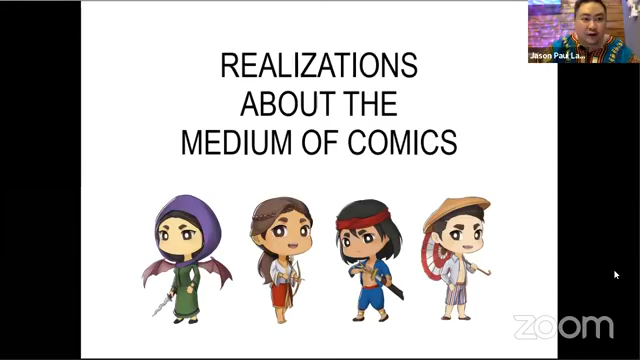 REALIZATIONS
ABOUT THE
MEDIUM OF COMICS
Jason Paul La...
zoom